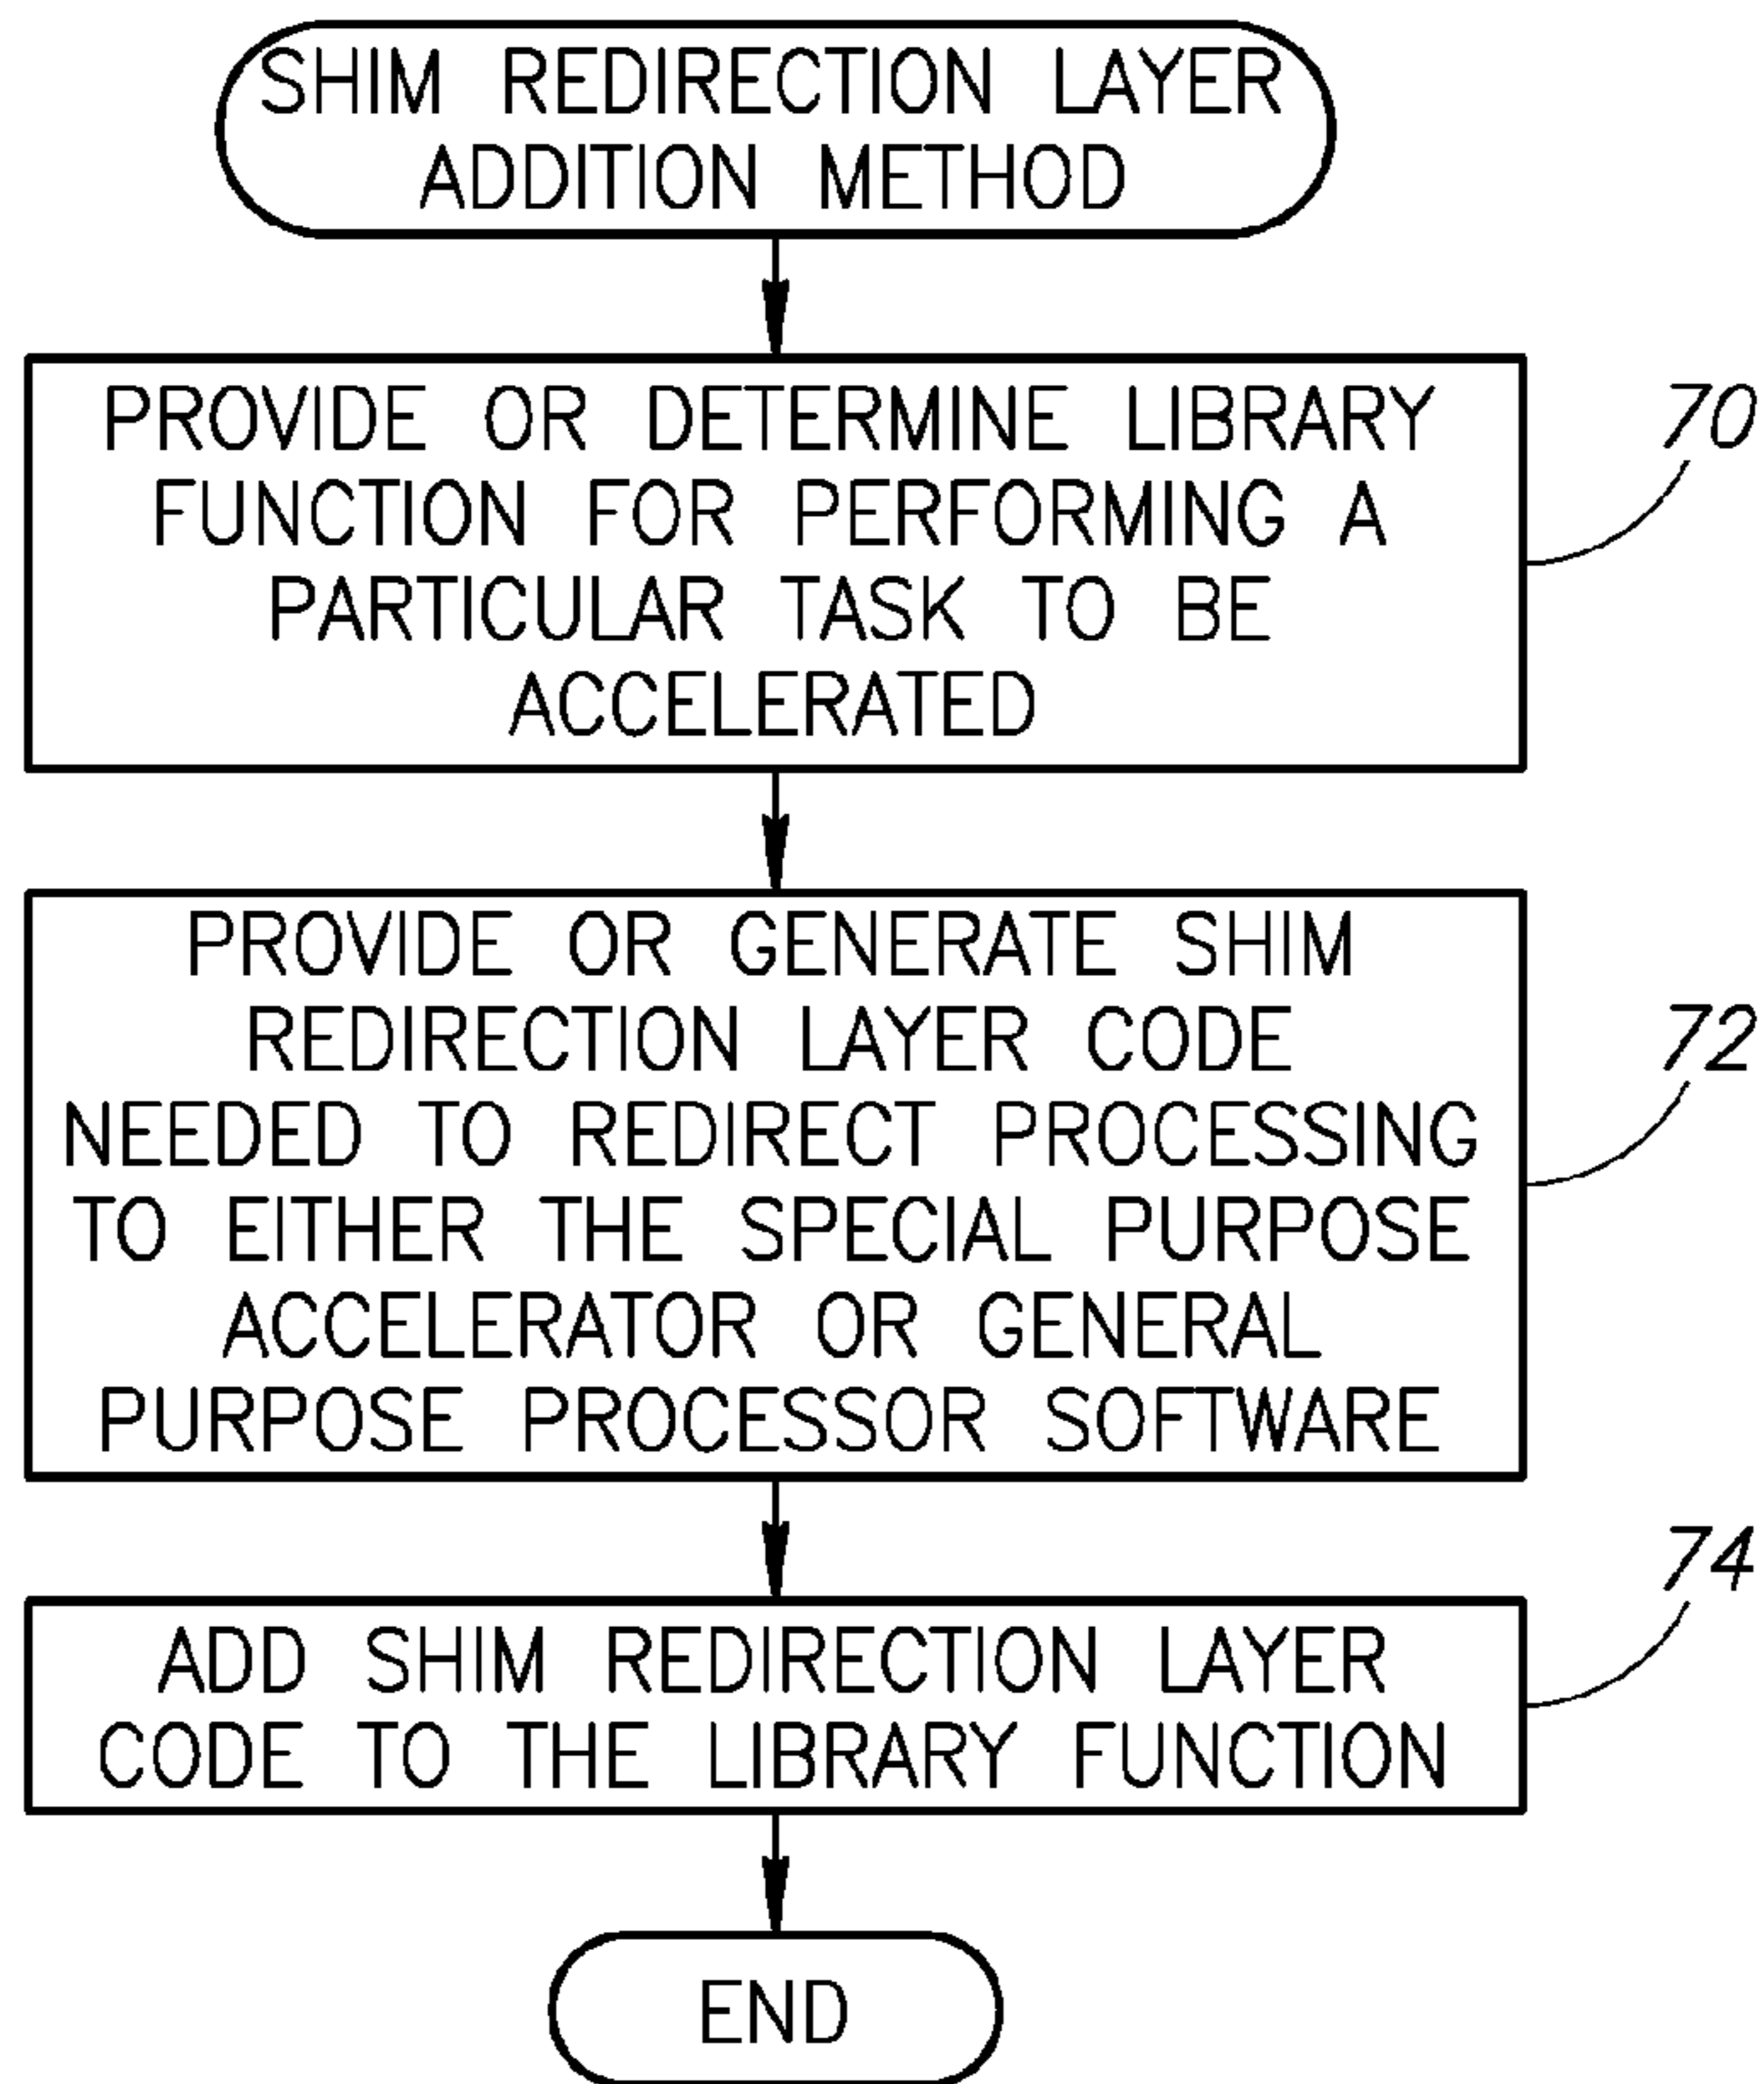 SHIM REDIRECTION LAYER
ADDITION METHOD
PROVIDE OR DETERMINE LIBRARY
FUNCTION FOR PERFORMING A
PARTICULAR TASK TO BE
ACCELERATED
70
PROVIDE OR GENERATE SHIM
REDIRECTION LAYER CODE
NEEDED TO REDIRECT PROCESSING
TO EITHER THE SPECIAL PURPOSE
ACCELERATOR OR GENERAL
PURPOSE PROCESSOR SOFTWARE
72
ADD SHIM REDIRECTION LAYER
CODE TO THE LIBRARY FUNCTION
74
END